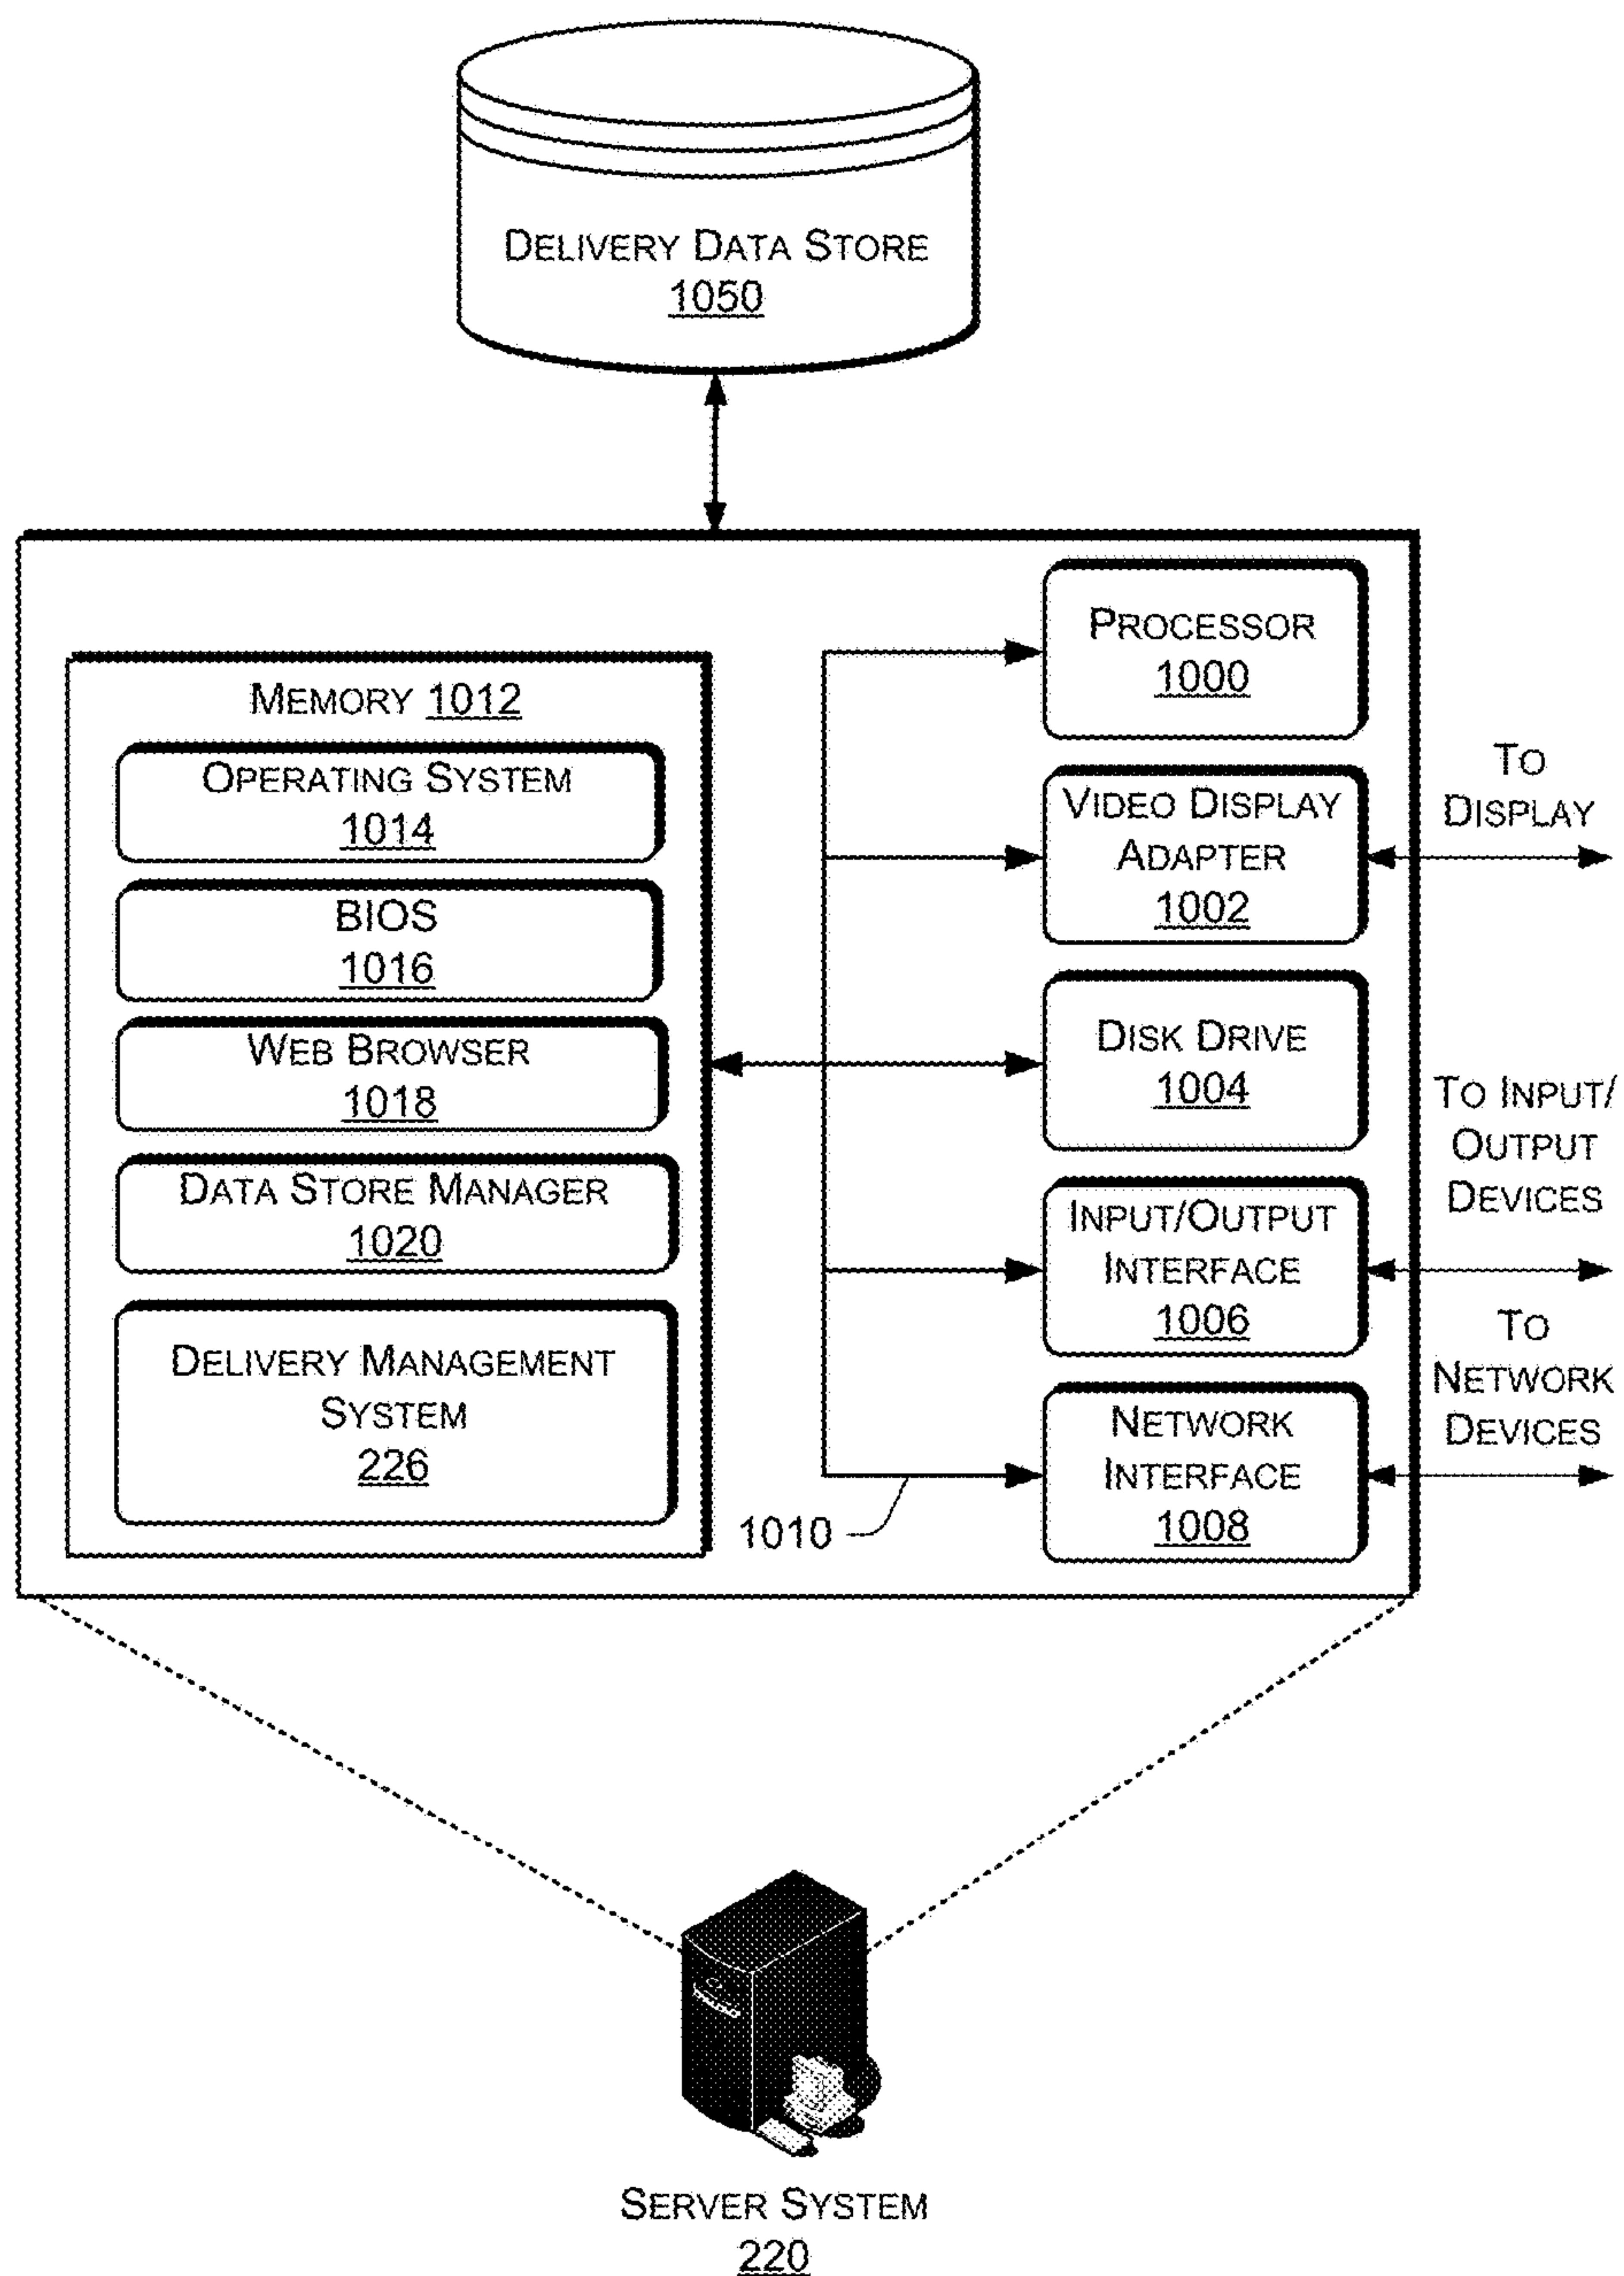 DELIVERY DATA STORE
1050
MEMORY 1012
OPERATING SYSTEM
1014
BIOS
1016
WEB BROWSER
1018
DATA STORE MANAGER
1020
DELIVERY MANAGEMENT
SYSTEM
226
PROCESSOR
1000
VIDEO DISPLAY
ADAPTER
1002
DISK DRIVE
1004
INPUT/OUTPUT
INTERFACE
1006
NETWORK
INTERFACE
1008
1010
TO
DISPLAY
TO INPUT/
OUTPUT
DEVICES
TO
NETWORK
DEVICES
SERVER SYSTEM
220